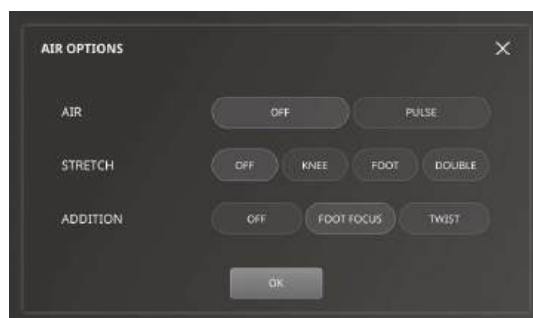 AIR OPTIONS
AIR OFF PULSE
STRETCH OFF KNEE FOOT DOUBLE
ADDITION OFF FOOT FOCUS TWIST
OK